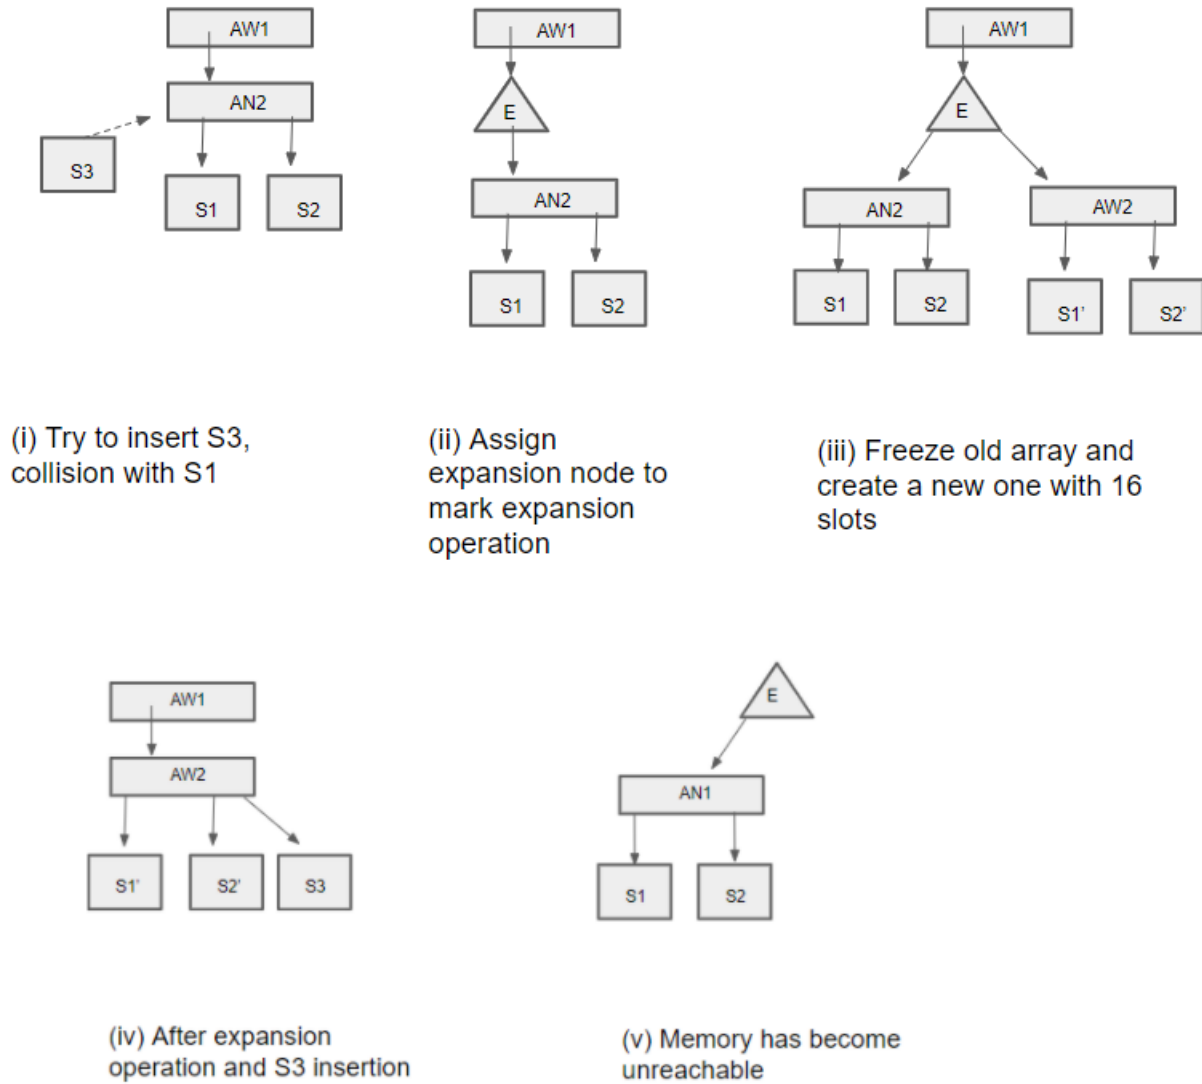 AW1
AN2
S3
S1
S2
(i) Try to insert S3,
collision with S1
AW1
E
AN2
S1
S2
(ii) Assign
expansion node to
mark expansion
operation
AW1
E
AN2
AW2
S1
S2
S1'
S2'
(iii) Freeze old array and
create a new one with 16
slots
AW1
AW2
S1'
S2'
S3
(iv) After expansion
operation and S3 insertion
E
AN1
S1
S2
(v) Memory has become
unreachable